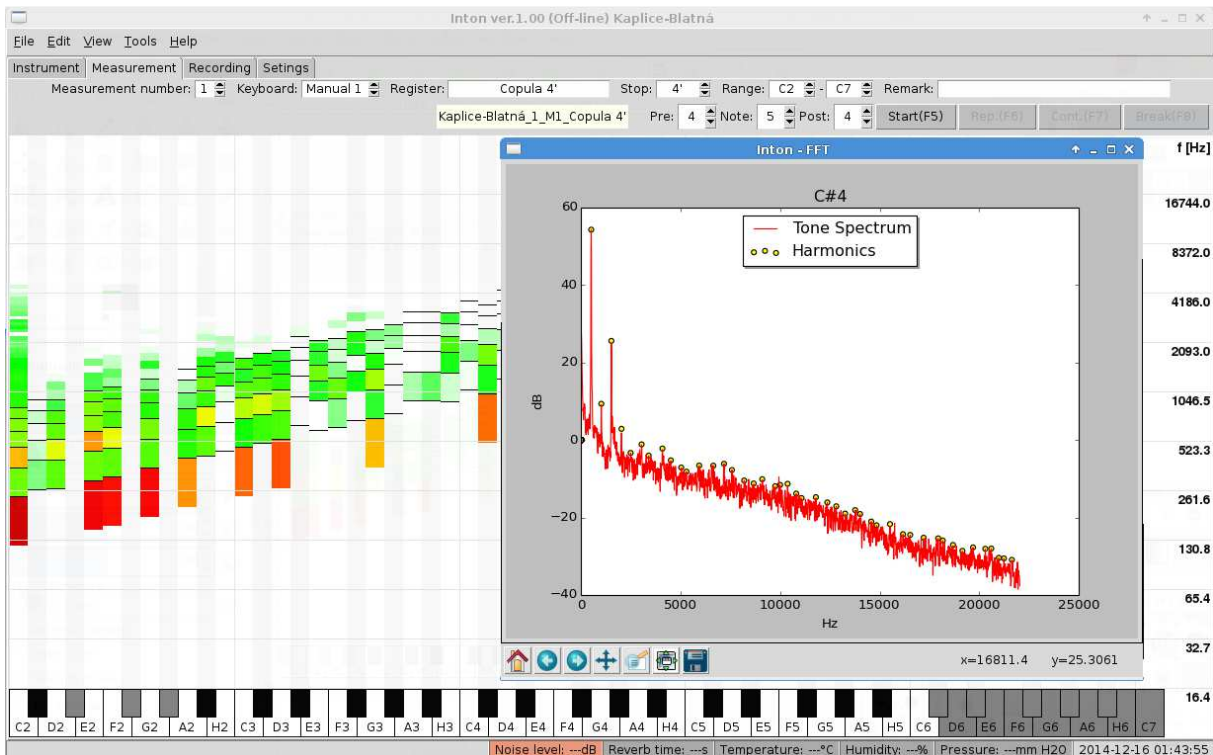 Inton ver.1.00 (Off-line) Kaplice-Blatná
File Edit View Tools Help
Instrument Measurement Recording Setings
Measurement number: 1 Keyboard: Manual 1 Register: Copula 4' Stop: 4' Range: C2 - C7 Remark:
Kaplice-Blatná_1_M1_Copula 4' Pre: 4 Note: 5 Post: 4 Start(F5) Rep.(F6) Cont.(F7) Break(F8)
Inton - FFT
f [Hz]
C#4
Tone Spectrum
Harmonics
60
40
20
0
−20
−40
dB
0 5000 10000 15000 20000 25000
Hz
x=16811.4 y=25.3061
16744.0
8372.0
4186.0
2093.0
1046.5
523.3
261.6
130.8
65.4
32.7
16.4
C2 D2 E2 F2 G2 A2 H2 C3 D3 E3 F3 G3 A3 H3 C4 D4 E4 F4 G4 A4 H4 C5 D5 E5 F5 G5 A5 H5 C6 D6 E6 F6 G6 A6 H6 C7
Noise level: ---dB Reverb time: ---s Temperature: ---°C Humidity: ---% Pressure: ---mm H2O 2014-12-16 01:43:55